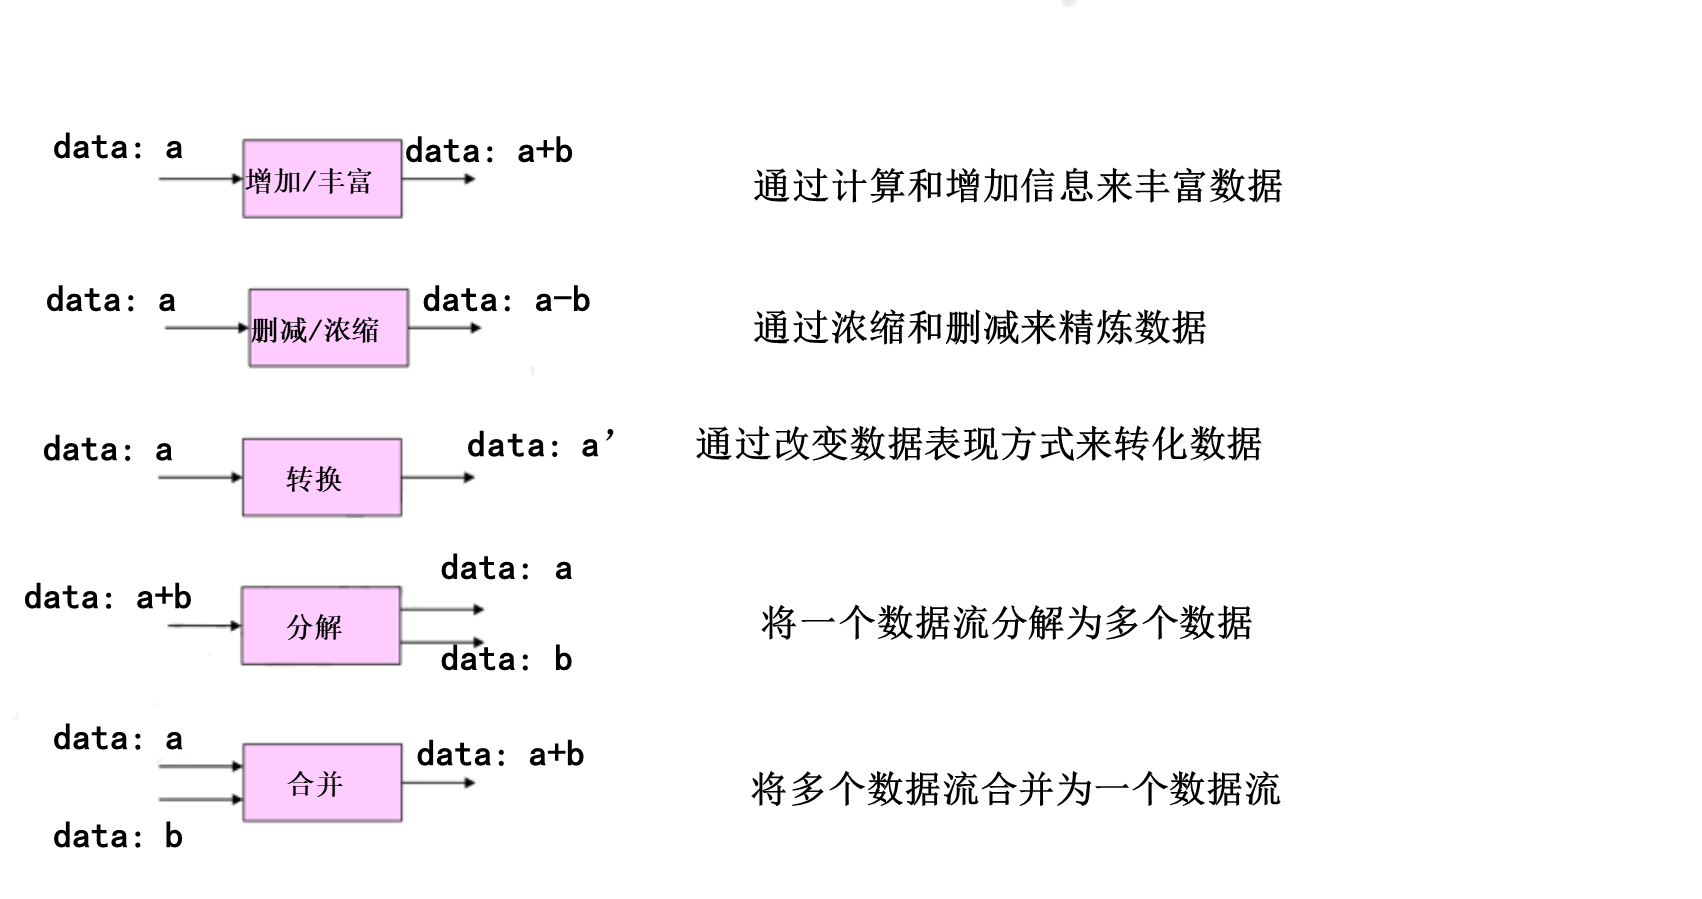 data: a
增加/丰富
data: a+b
通过计算和增加信息来丰富数据
data: a
删减/浓缩
data: a-b
通过浓缩和删减来精炼数据
data: a
转换
data: a’
通过改变数据表现方式来转化数据
data: a+b
分解
data: a
data: b
将一个数据流分解为多个数据
data: a
data: b
合并
data: a+b
将多个数据流合并为一个数据流